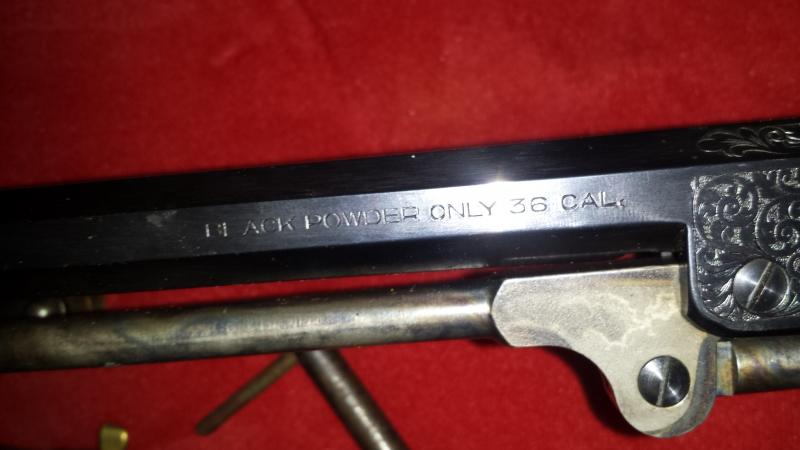 BLACK POWDER ONLY 36 CAL.